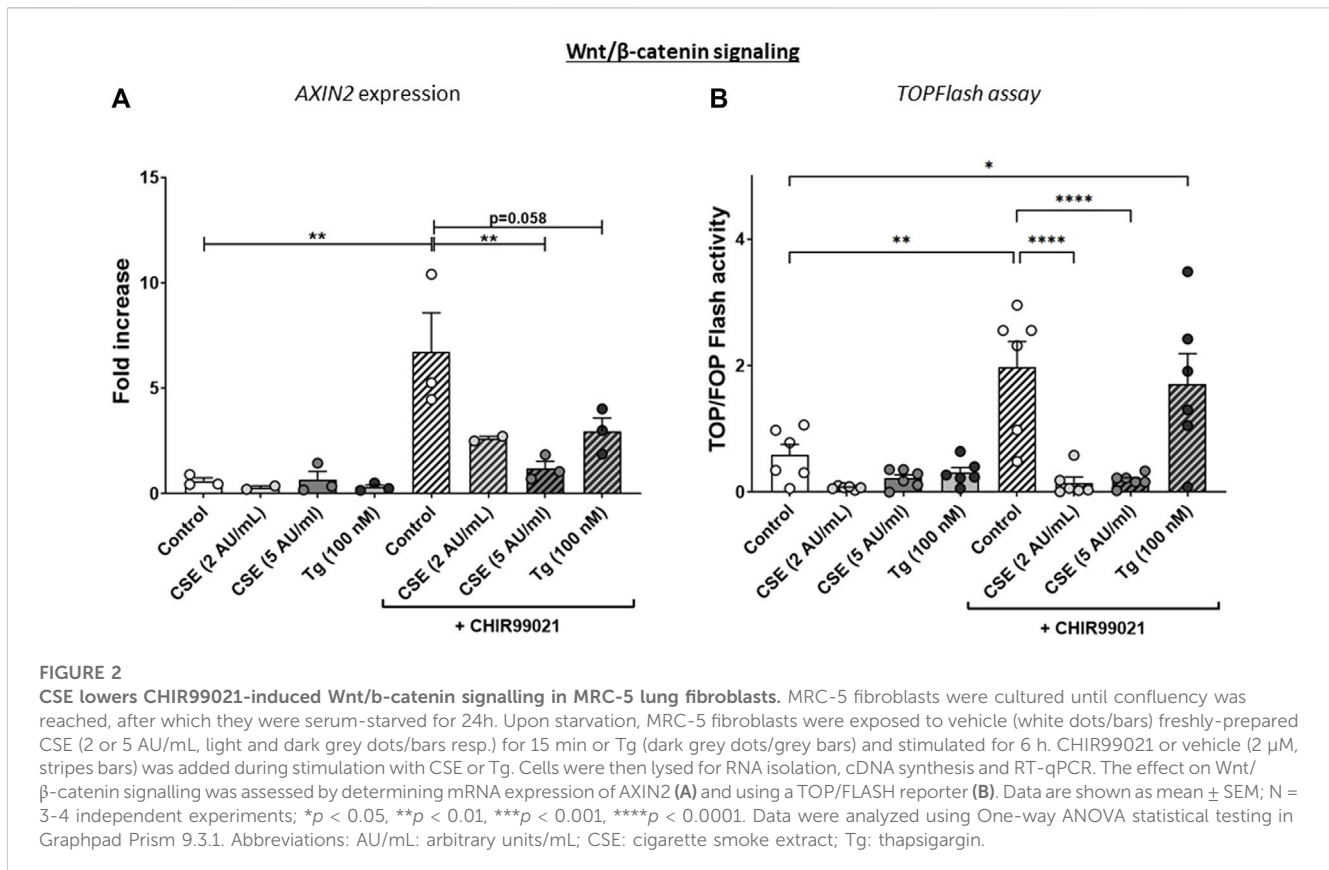 Wnt/β-catenin signaling
A
AXIN2 expression
Fold increase
15
10
5
0
**
**
p=0.058
Control
CSE (2 AU/mL)
CSE (5 AU/ml)
Tg (100 nM)
Control
CSE (2 AU/mL)
CSE (5 AU/ml)
Tg (100 nM)
+ CHIR99021
B
TOPFlash assay
TOP/FOP Flash activity
4
2
0
*
****
**
****
Control
CSE (2 AU/mL)
CSE (5 AU/ml)
Tg (100 nM)
Control
CSE (2 AU/mL)
CSE (5 AU/ml)
Tg (100 nM)
+ CHIR99021
FIGURE 2
CSE lowers CHIR99021-induced Wnt/b-catenin signalling in MRC-5 lung fibroblasts. MRC-5 fibroblasts were cultured until confluency was
reached, after which they were serum-starved for 24h. Upon starvation, MRC-5 fibroblasts were exposed to vehicle (white dots/bars) freshly-prepared
CSE (2 or 5 AU/mL, light and dark grey dots/bars resp.) for 15 min or Tg (dark grey dots/grey bars) and stimulated for 6 h. CHIR99021 or vehicle (2 μM,
stripes bars) was added during stimulation with CSE or Tg. Cells were then lysed for RNA isolation, cDNA synthesis and RT-qPCR. The effect on Wnt/
β-catenin signalling was assessed by determining mRNA expression of AXIN2 (A) and using a TOP/FLASH reporter (B). Data are shown as mean ± SEM; N =
3-4 independent experiments; *p < 0.05, **p < 0.01, ***p < 0.001, ****p < 0.0001. Data were analyzed using One-way ANOVA statistical testing in
Graphpad Prism 9.3.1. Abbreviations: AU/mL: arbitrary units/mL; CSE: cigarette smoke extract; Tg: thapsigargin.